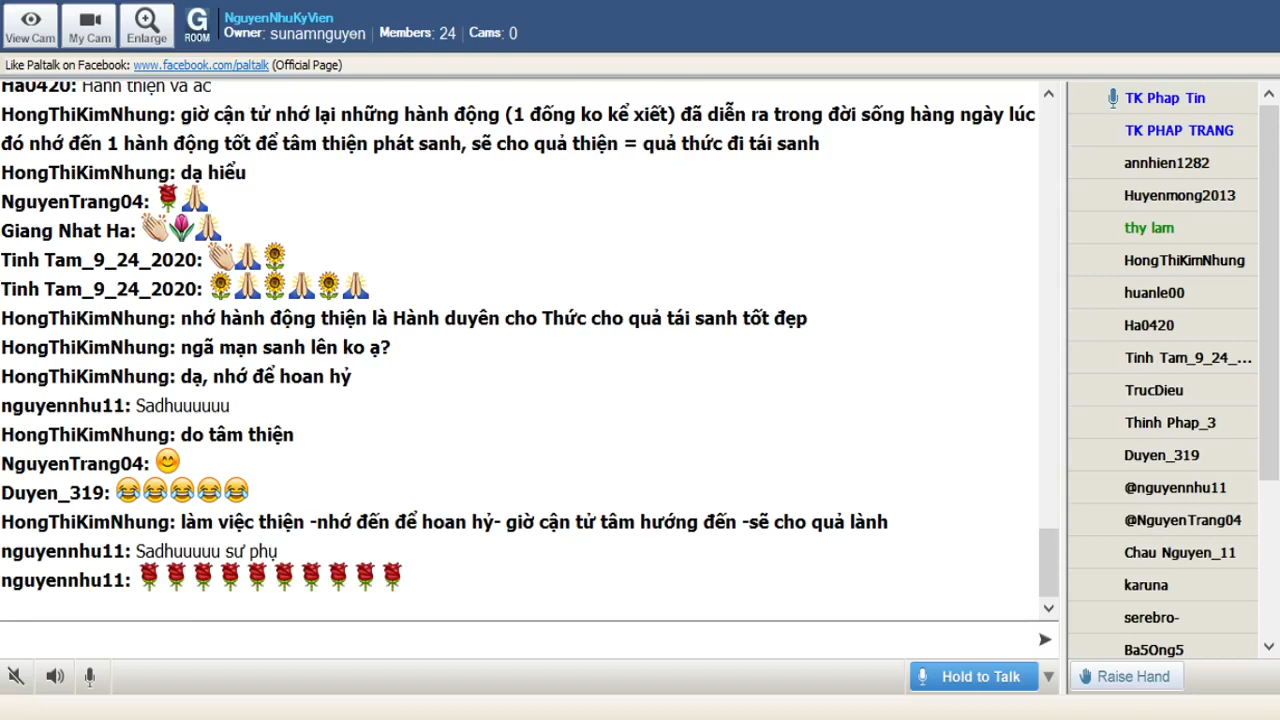 View Cam
My Cam
Enlarge
G
ROOM
NguyenNhuKyVien
Owner: sunamnguyen | Members: 24 | Cams: 0
Like Paltalk on Facebook: www.facebook.com/paltalk (Official Page)
Ha0420: Hành thiện và ác
HongThiKimNhung: giờ cận tử nhớ lại những hành động (1 đống ko kể xiết) đã diễn ra trong đời sống hàng ngày lúc
đó nhớ đến 1 hành động tốt để tâm thiện phát sanh, sẽ cho quả thiện = quả thức đi tái sanh
HongThiKimNhung: dạ hiểu
NguyenTrang04: 🌹🙏
Giang Nhat Ha: 👏🌷🙏
Tinh Tam_9_24_2020: 👏🙏🌻
Tinh Tam_9_24_2020: 🌻🙏🌻🙏🌻🙏
HongThiKimNhung: nhớ hành động thiện là Hành duyên cho Thức cho quả tái sanh tốt đẹp
HongThiKimNhung: ngã mạn sanh lên ko ạ?
HongThiKimNhung: dạ, nhớ để hoan hỷ
nguyennhu11: Sadhuuuuuu
HongThiKimNhung: do tâm thiện
NguyenTrang04: 😊
Duyen_319: 😂😂😂😂😂
HongThiKimNhung: làm việc thiện -nhớ đến để hoan hỷ- giờ cận tử tâm hướng đến -sẽ cho quả lành
nguyennhu11: Sadhuuuuu sư phụ
nguyennhu11: 🌹🌹🌹🌹🌹🌹🌹🌹🌹🌹
TK Phap Tin
TK PHAP TRANG
annhien1282
Huyenmong2013
thy lam
HongThiKimNhung
huanle00
Ha0420
Tinh Tam_9_24_...
TrucDieu
Thinh Phap_3
Duyen_319
@nguyennhu11
@NguyenTrang04
Chau Nguyen_11
karuna
serebro-
Ba5Ong5
Hold to Talk
Raise Hand